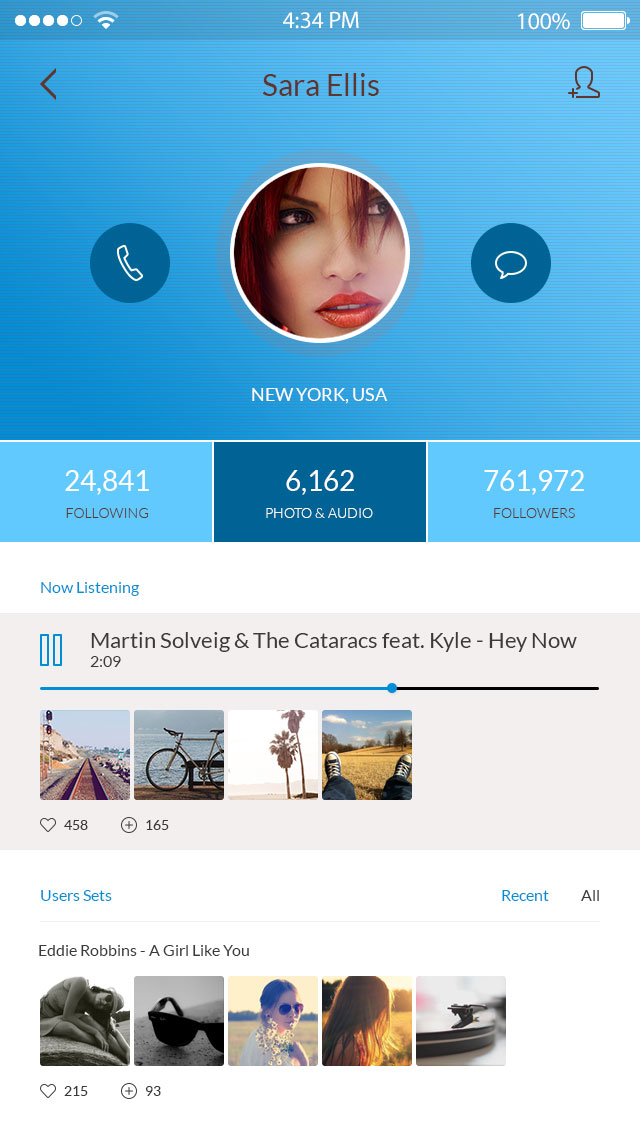 4:34 PM 100%
Sara Ellis
NEW YORK, USA
24,841 6,162 761,972
FOLLOWING PHOTO & AUDIO FOLLOWERS
Now Listening
Martin Solveig & The Cataracs feat. Kyle - Hey Now
2:09
458 165
Users Sets Recent All
Eddie Robbins - A Girl Like You
215 93